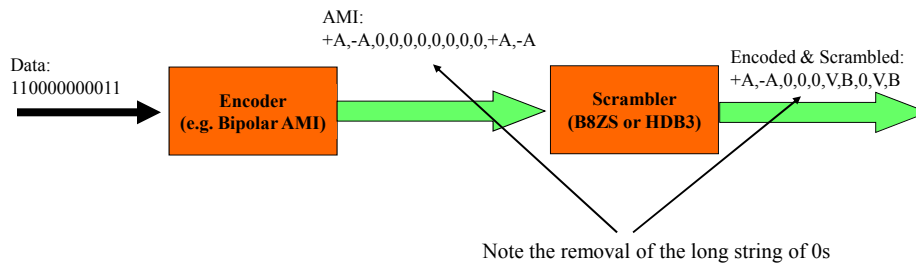 Data:
110000000011
Encoder
(e.g. Bipolar AMI)
AMI:
+A,-A,0,0,0,0,0,0,0,0,+A,-A
Scrambler
(B8ZS or HDB3)
Encoded & Scrambled:
+A,-A,0,0,0,V,B,0,V,B
Note the removal of the long string of 0s